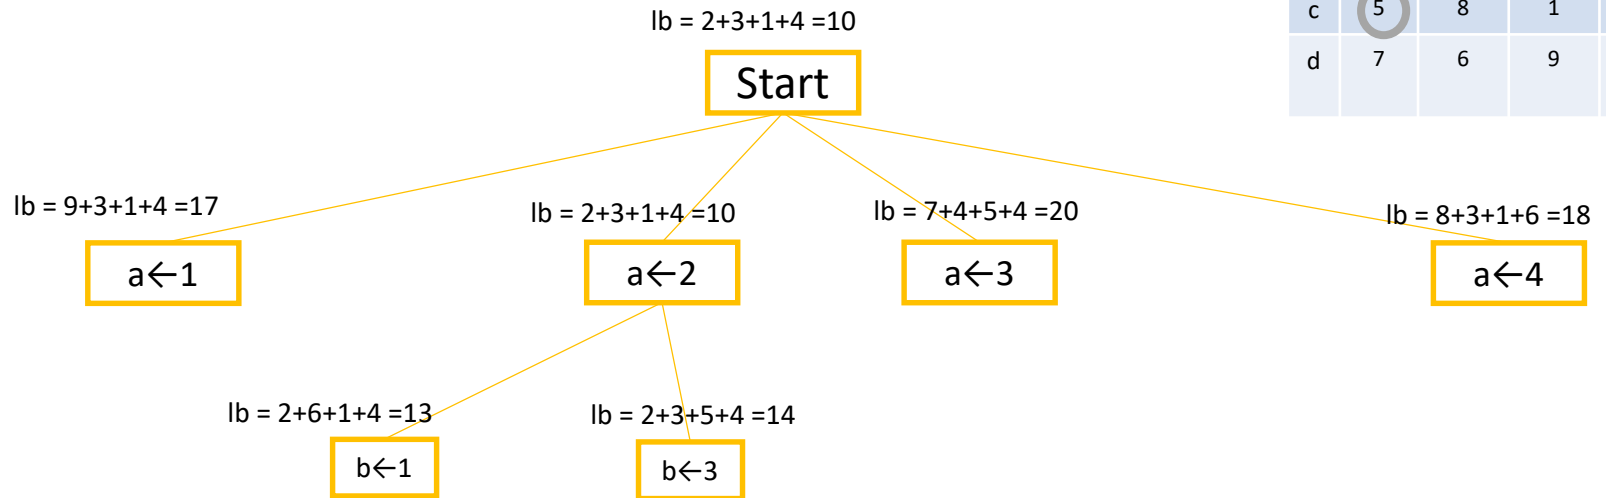 lb = 2+3+1+4 =10
c 5 8 1
d 7 6 9
Start
lb = 9+3+1+4 =17
lb = 2+3+1+4 =10
lb = 7+4+5+4 =20
lb = 8+3+1+6 =18
a←1
a←2
a←3
a←4
lb = 2+6+1+4 =13
lb = 2+3+5+4 =14
b←1
b←3